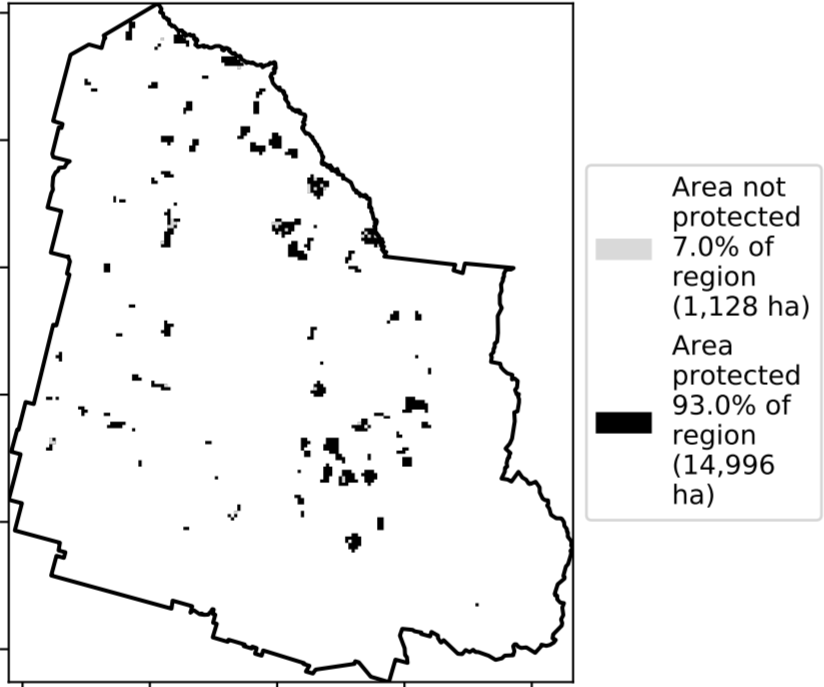 Area not
protected
7.0% of
region
(1,128 ha)
Area
protected
93.0% of
region
(14,996
ha)